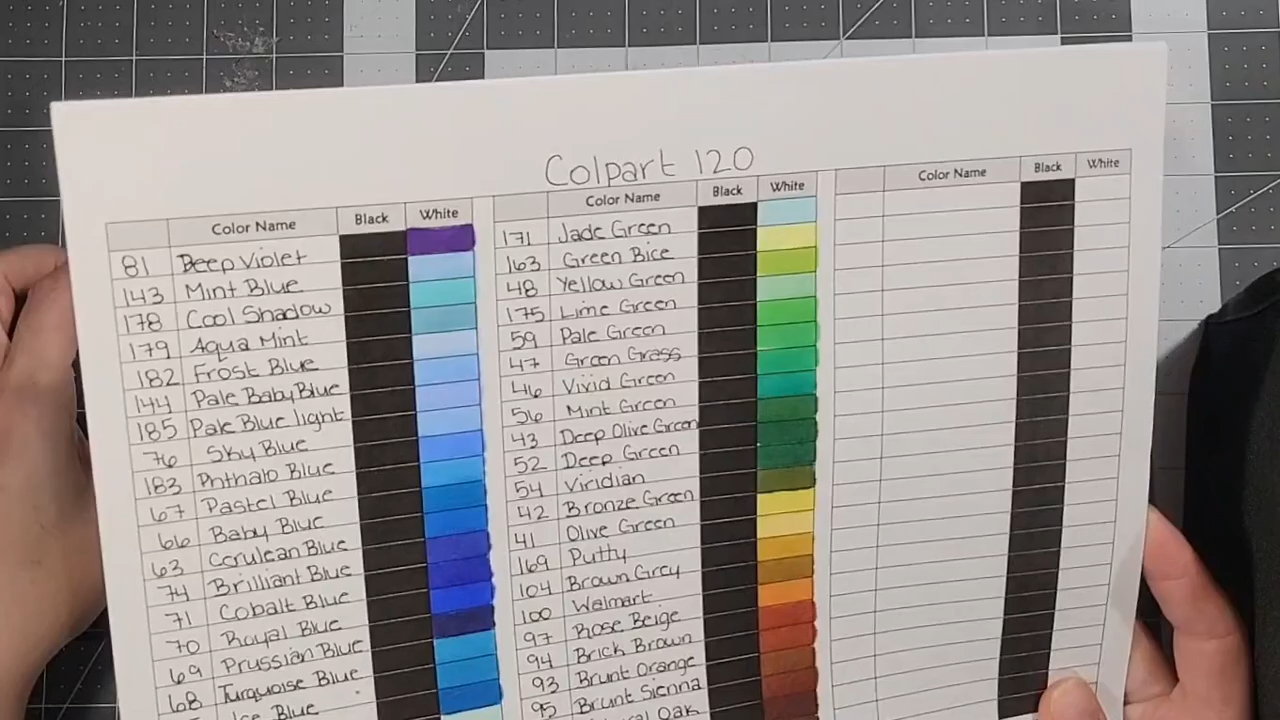 Colpart 120
Color Name Black White
81 Deep Violet
143 Mint Blue
178 Cool Shadow
179 Aqua Mint
182 Frost Blue
144 Pale Baby Blue
185 Pale Blue light
76 Sky Blue
183 Phthalo Blue
67 Pastel Blue
66 Baby Blue
63 Cerulean Blue
74 Brilliant Blue
71 Cobalt Blue
70 Royal Blue
69 Prussian Blue
68 Turquoise Blue
Ice Blue
Color Name Black White
171 Jade Green
163 Green Bice
48 Yellow Green
175 Lime Green
59 Pale Green
47 Green Grass
46 Vivid Green
56 Mint Green
43 Deep Olive Green
52 Deep Green
54 Viridian
42 Bronze Green
41 Olive Green
169 Putty
104 Brown Grey
100 Walmart
97 Rose Beige
94 Brick Brown
93 Brunt Orange
95 Brunt Sienna
Oak
Color Name Black White